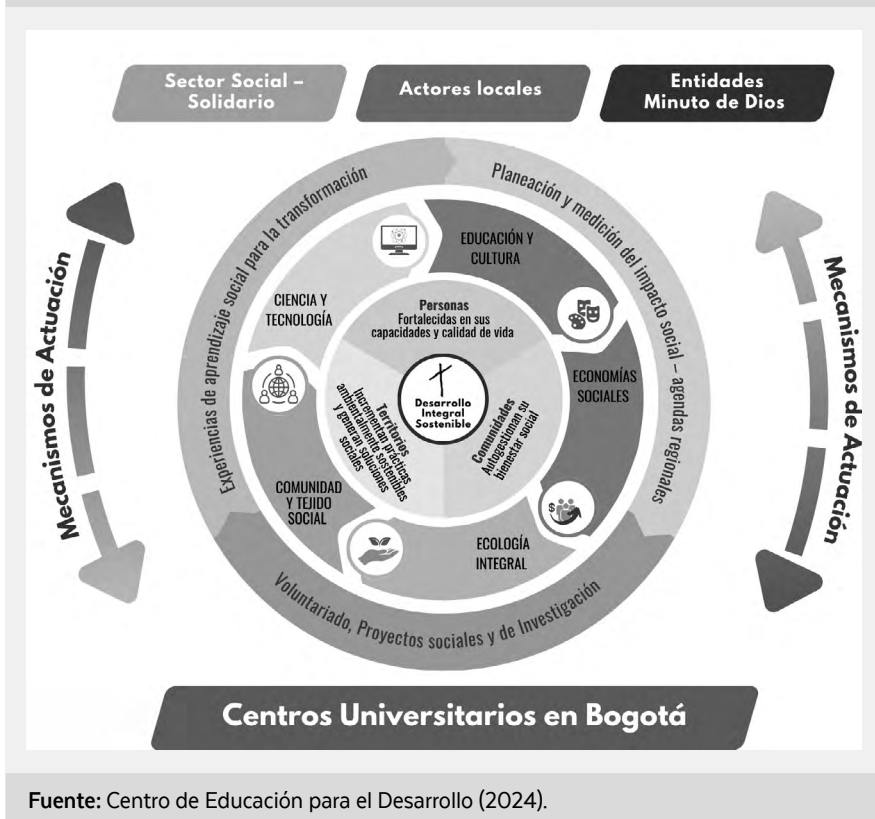 Sector Social –
Solidario
Actores locales
Entidades
Minuto de Dios
Mecanismos de Actuación
Mecanismos de Actuación
Experiencias de aprendizaje social para la transformación
Planeación y medición del impacto social – agendas regionales
Voluntariado, Proyectos sociales y de Investigación
EDUCACIÓN Y
CULTURA
CIENCIA Y
TECNOLOGÍA
ECONOMÍAS
SOCIALES
COMUNIDAD
Y TEJIDO
SOCIAL
ECOLOGÍA
INTEGRAL
Personas
Fortalecidas en sus
capacidades y calidad de vida
Desarrollo
Integral
Sostenible
Territorios
Incrementan prácticas
ambientalmente sostenibles
y generan soluciones
sociales
Comunidades
Autogestionan su
bienestar social
Centros Universitarios en Bogotá
Fuente: Centro de Educación para el Desarrollo (2024).